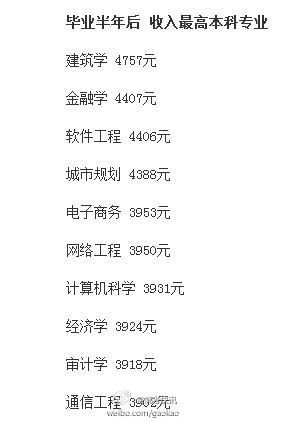 毕业半年后 收入最高本科专业
建筑学 4757元
金融学 4407元
软件工程 4406元
城市规划 4388元
电子商务 3953元
网络工程 3950元
计算机科学 3931元
经济学 3924元
审计学 3918元
通信工程 3902元
weibo.com/gaokao